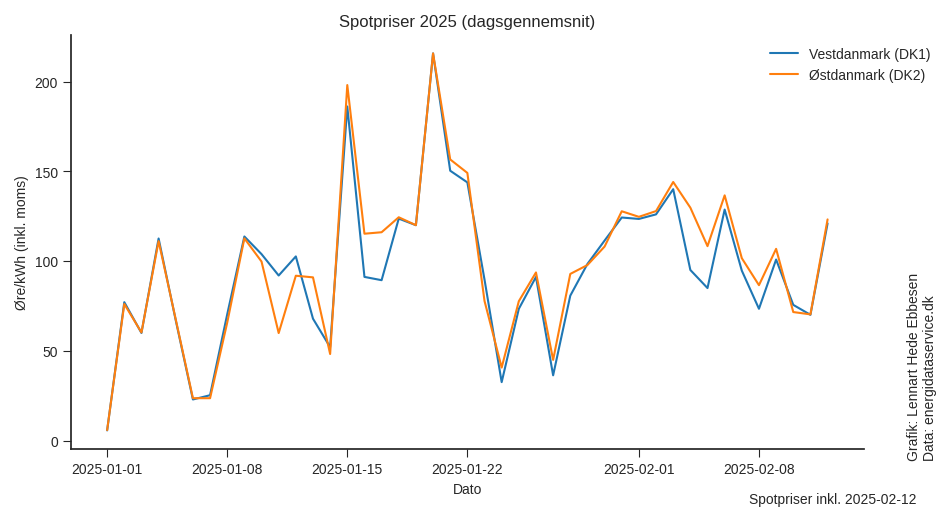 Spotpriser 2025 (dagsgennemsnit)
Vestdanmark (DK1)
Østdanmark (DK2)
200
150
100
50
0
Øre/kWh (inkl. moms)
2025-01-01
2025-01-08
2025-01-15
2025-01-22
2025-02-01
2025-02-08
Dato
Grafik: Lennart Hede Ebbesen
Data: energidataservice.dk
Spotpriser inkl. 2025-02-12